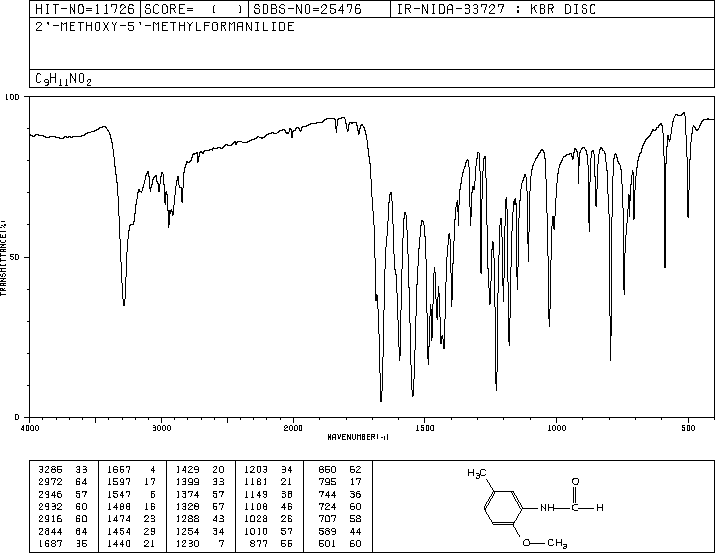 HIT-NO=11726 SCORE= ( ) SDBS-NO=25476 IR-NIDA-33727 : KBR DISC
2'-METHOXY-5'-METHYLFORMANILIDE
C9H11NO2
100
50
0
TRANSMITTANCE(%)
4000 3000 2000 1500 1000 500
WAVENUMBER(-1)
3285 33 1667 4 1429 20 1203 34 850 62
2972 64 1597 17 1399 33 1181 21 795 17
2946 57 1547 6 1374 57 1149 38 744 36
2932 60 1488 16 1328 57 1108 46 724 60
2916 60 1474 23 1288 43 1028 26 707 58
2844 64 1454 29 1254 34 1010 57 589 44
1687 35 1440 21 1230 7 877 56 501 60
H3C
O
NH C H
O CH3